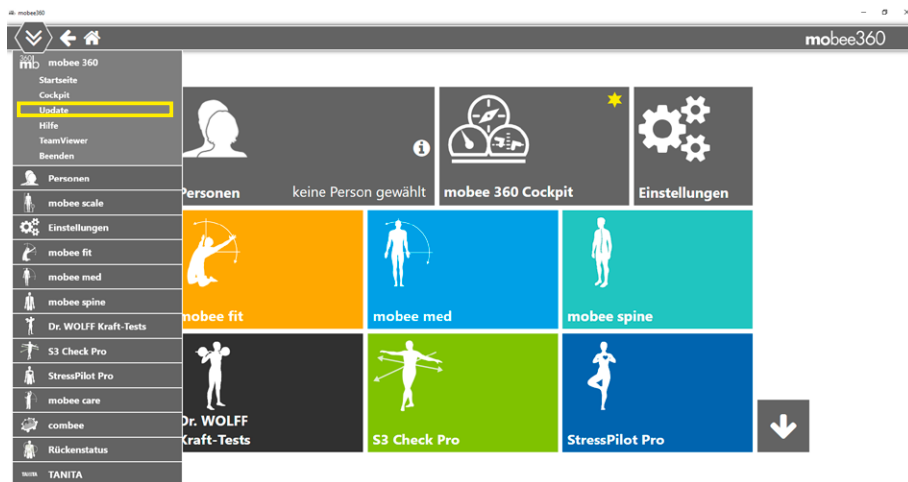 mobee360
mobee360
360
mb
mobee 360
Startseite
Cockpit
Update
Hilfe
TeamViewer
Beenden
Personen
mobee scale
Einstellungen
mobee fit
mobee med
mobee spine
Dr. WOLFF Kraft-Tests
S3 Check Pro
StressPilot Pro
mobee care
combee
Rückenstatus
TANITA TANITA
Personen keine Person gewählt
mobee 360 Cockpit
Einstellungen
mobee fit
mobee med
mobee spine
Dr. WOLFF
Kraft-Tests
S3 Check Pro
StressPilot Pro